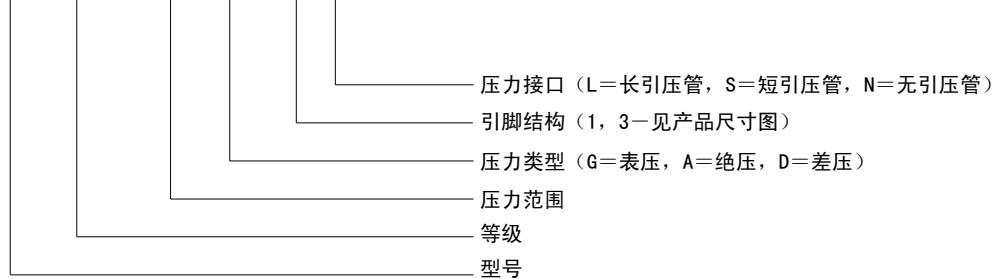 压力接口（L＝长引压管，S＝短引压管，N＝无引压管）
引脚结构（1，3－见产品尺寸图）
压力类型（G＝表压，A＝绝压，D＝差压）
压力范围
等级
型号